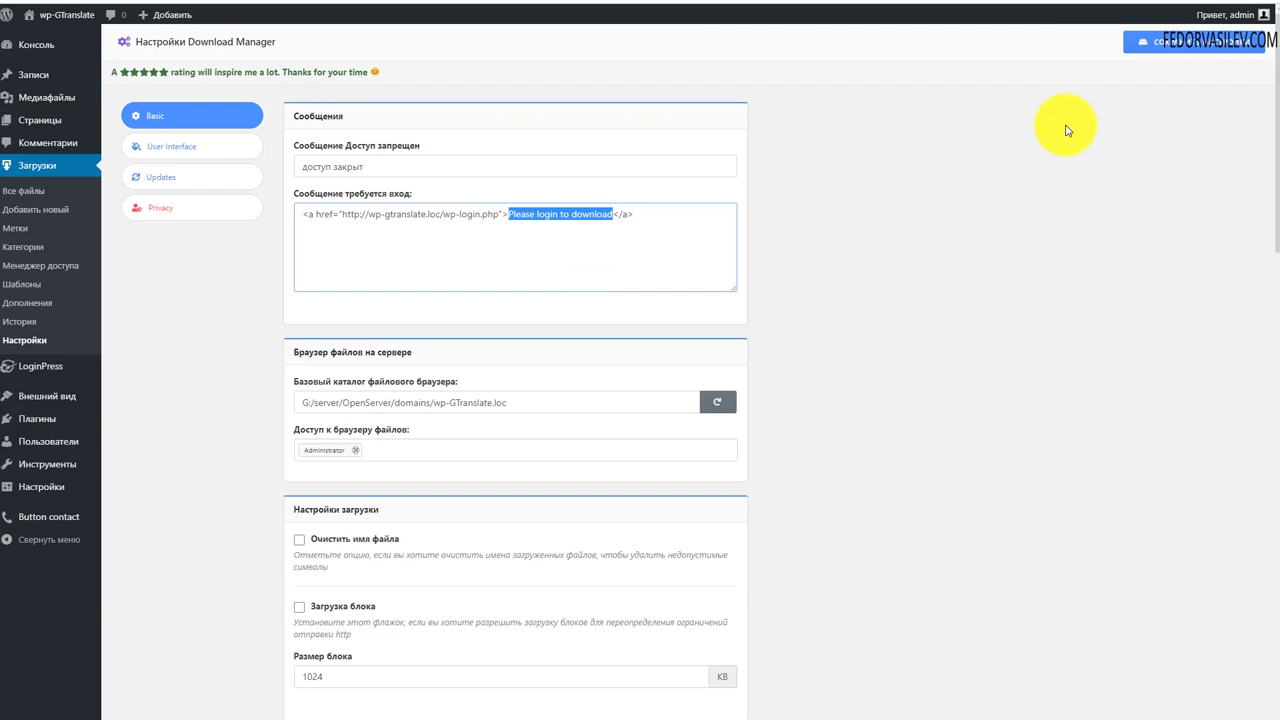 wp-GTranslate 0 Добавить Привет, admin
FEDORVASILEV.COM
Консоль
Записи
Медиафайлы
Страницы
Комментарии
Загрузки
Все файлы
Добавить новый
Метки
Категории
Менеджер доступа
Шаблоны
Дополнения
История
Настройки
LoginPress
Внешний вид
Плагины
Пользователи
Инструменты
Настройки
Button contact
Свернуть меню
Настройки Download Manager
A ★★★★★ rating will inspire me a lot. Thanks for your time 😊
Basic
User Interface
Updates
Privacy
Сообщения
Сообщение Доступ запрещен
доступ закрыт
Сообщение требуется вход:
<a href="http://wp-gtranslate.loc/wp-login.php">Please login to download</a>
Браузер файлов на сервере
Базовый каталог файлового браузера:
G:/server/OpenServer/domains/wp-GTranslate.loc
Доступ к браузеру файлов:
Administrator
Настройки загрузки
Очистить имя файла
Отметьте опцию, если вы хотите очистить имена загруженных файлов, чтобы удалить недопустимые
символы
Загрузка блока
Установите этот флажок, если вы хотите разрешить загрузку блоков для переопределения ограничений
отправки http
Размер блока
1024 KB